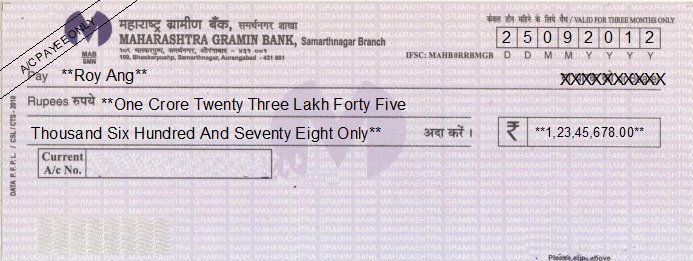 A/C PAYEE ONLY
MAB
SMN
महाराष्ट्र ग्रामीण बँक, समर्थनगर शाखा
MAHARASHTRA GRAMIN BANK, Samarthnagar Branch
१०९, भास्करपुष्प, समर्थनगर, औरंगाबाद - ४३१ ००१
109, Bhaskarpushp, Samarthnagar, Aurangabad - 431 001
केवल तीन महिने के लिये वैध / VALID FOR THREE MONTHS ONLY
2 5 0 9 2 0 1 2
IFSC: MAHB0RRBMGB D D M M Y Y Y Y
Pay **Roy Ang** XXXXXXXXXX
Rupees रुपये **One Crore Twenty Three Lakh Forty Five
Thousand Six Hundred And Seventy Eight Only** अदा करें । ₹ **1,23,45,678.00**
Current
A/c No.
DATA P.F.P.L. / CSL / CTS - 2010
MAHARASHTRA GRAMIN BANK
Please sign above